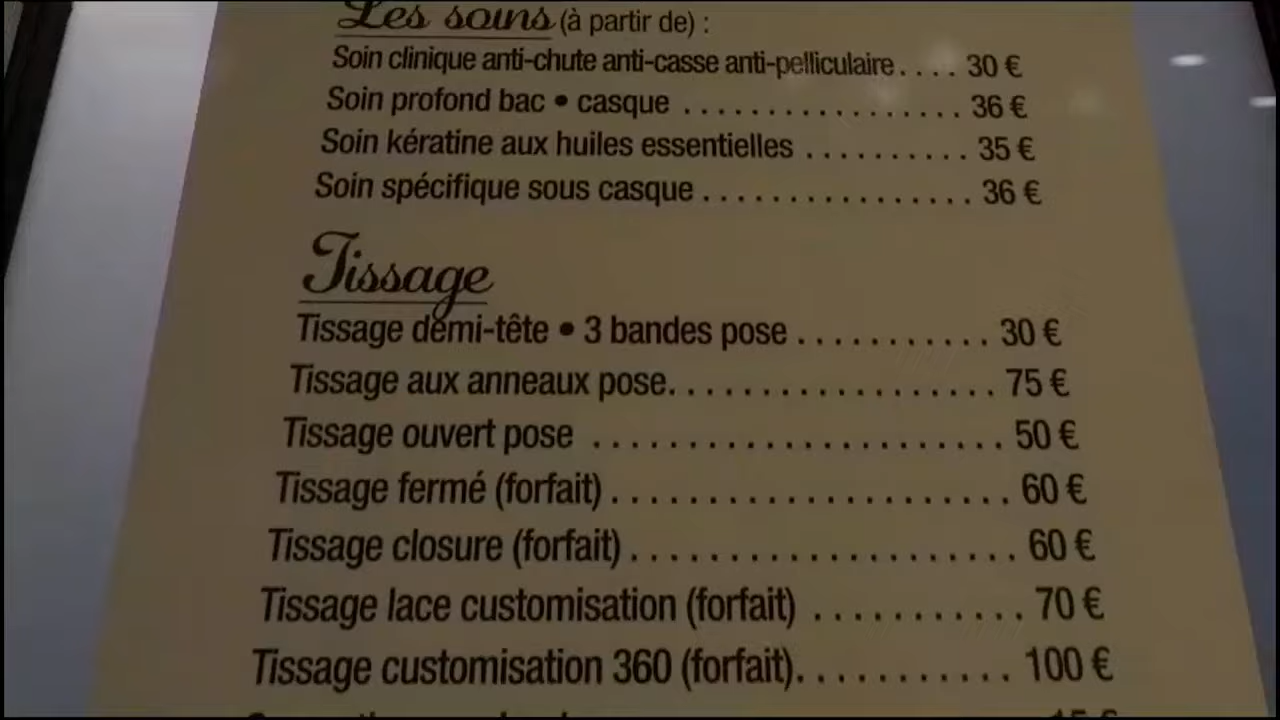 Les soins (à partir de) :
Soin clinique anti-chute anti-casse anti-pelliculaire.... 30 €
Soin profond bac • casque ................ 36 €
Soin kératine aux huiles essentielles .......... 35 €
Soin spécifique sous casque................ 36 €
Tissage
Tissage demi-tête • 3 bandes pose ........... 30 €
Tissage aux anneaux pose.................. 75 €
Tissage ouvert pose ...................... 50 €
Tissage fermé (forfait) .................... 60 €
Tissage closure (forfait) ................... 60 €
Tissage lace customisation (forfait) ........... 70 €
Tissage customisation 360 (forfait)........... 100 €
15 €